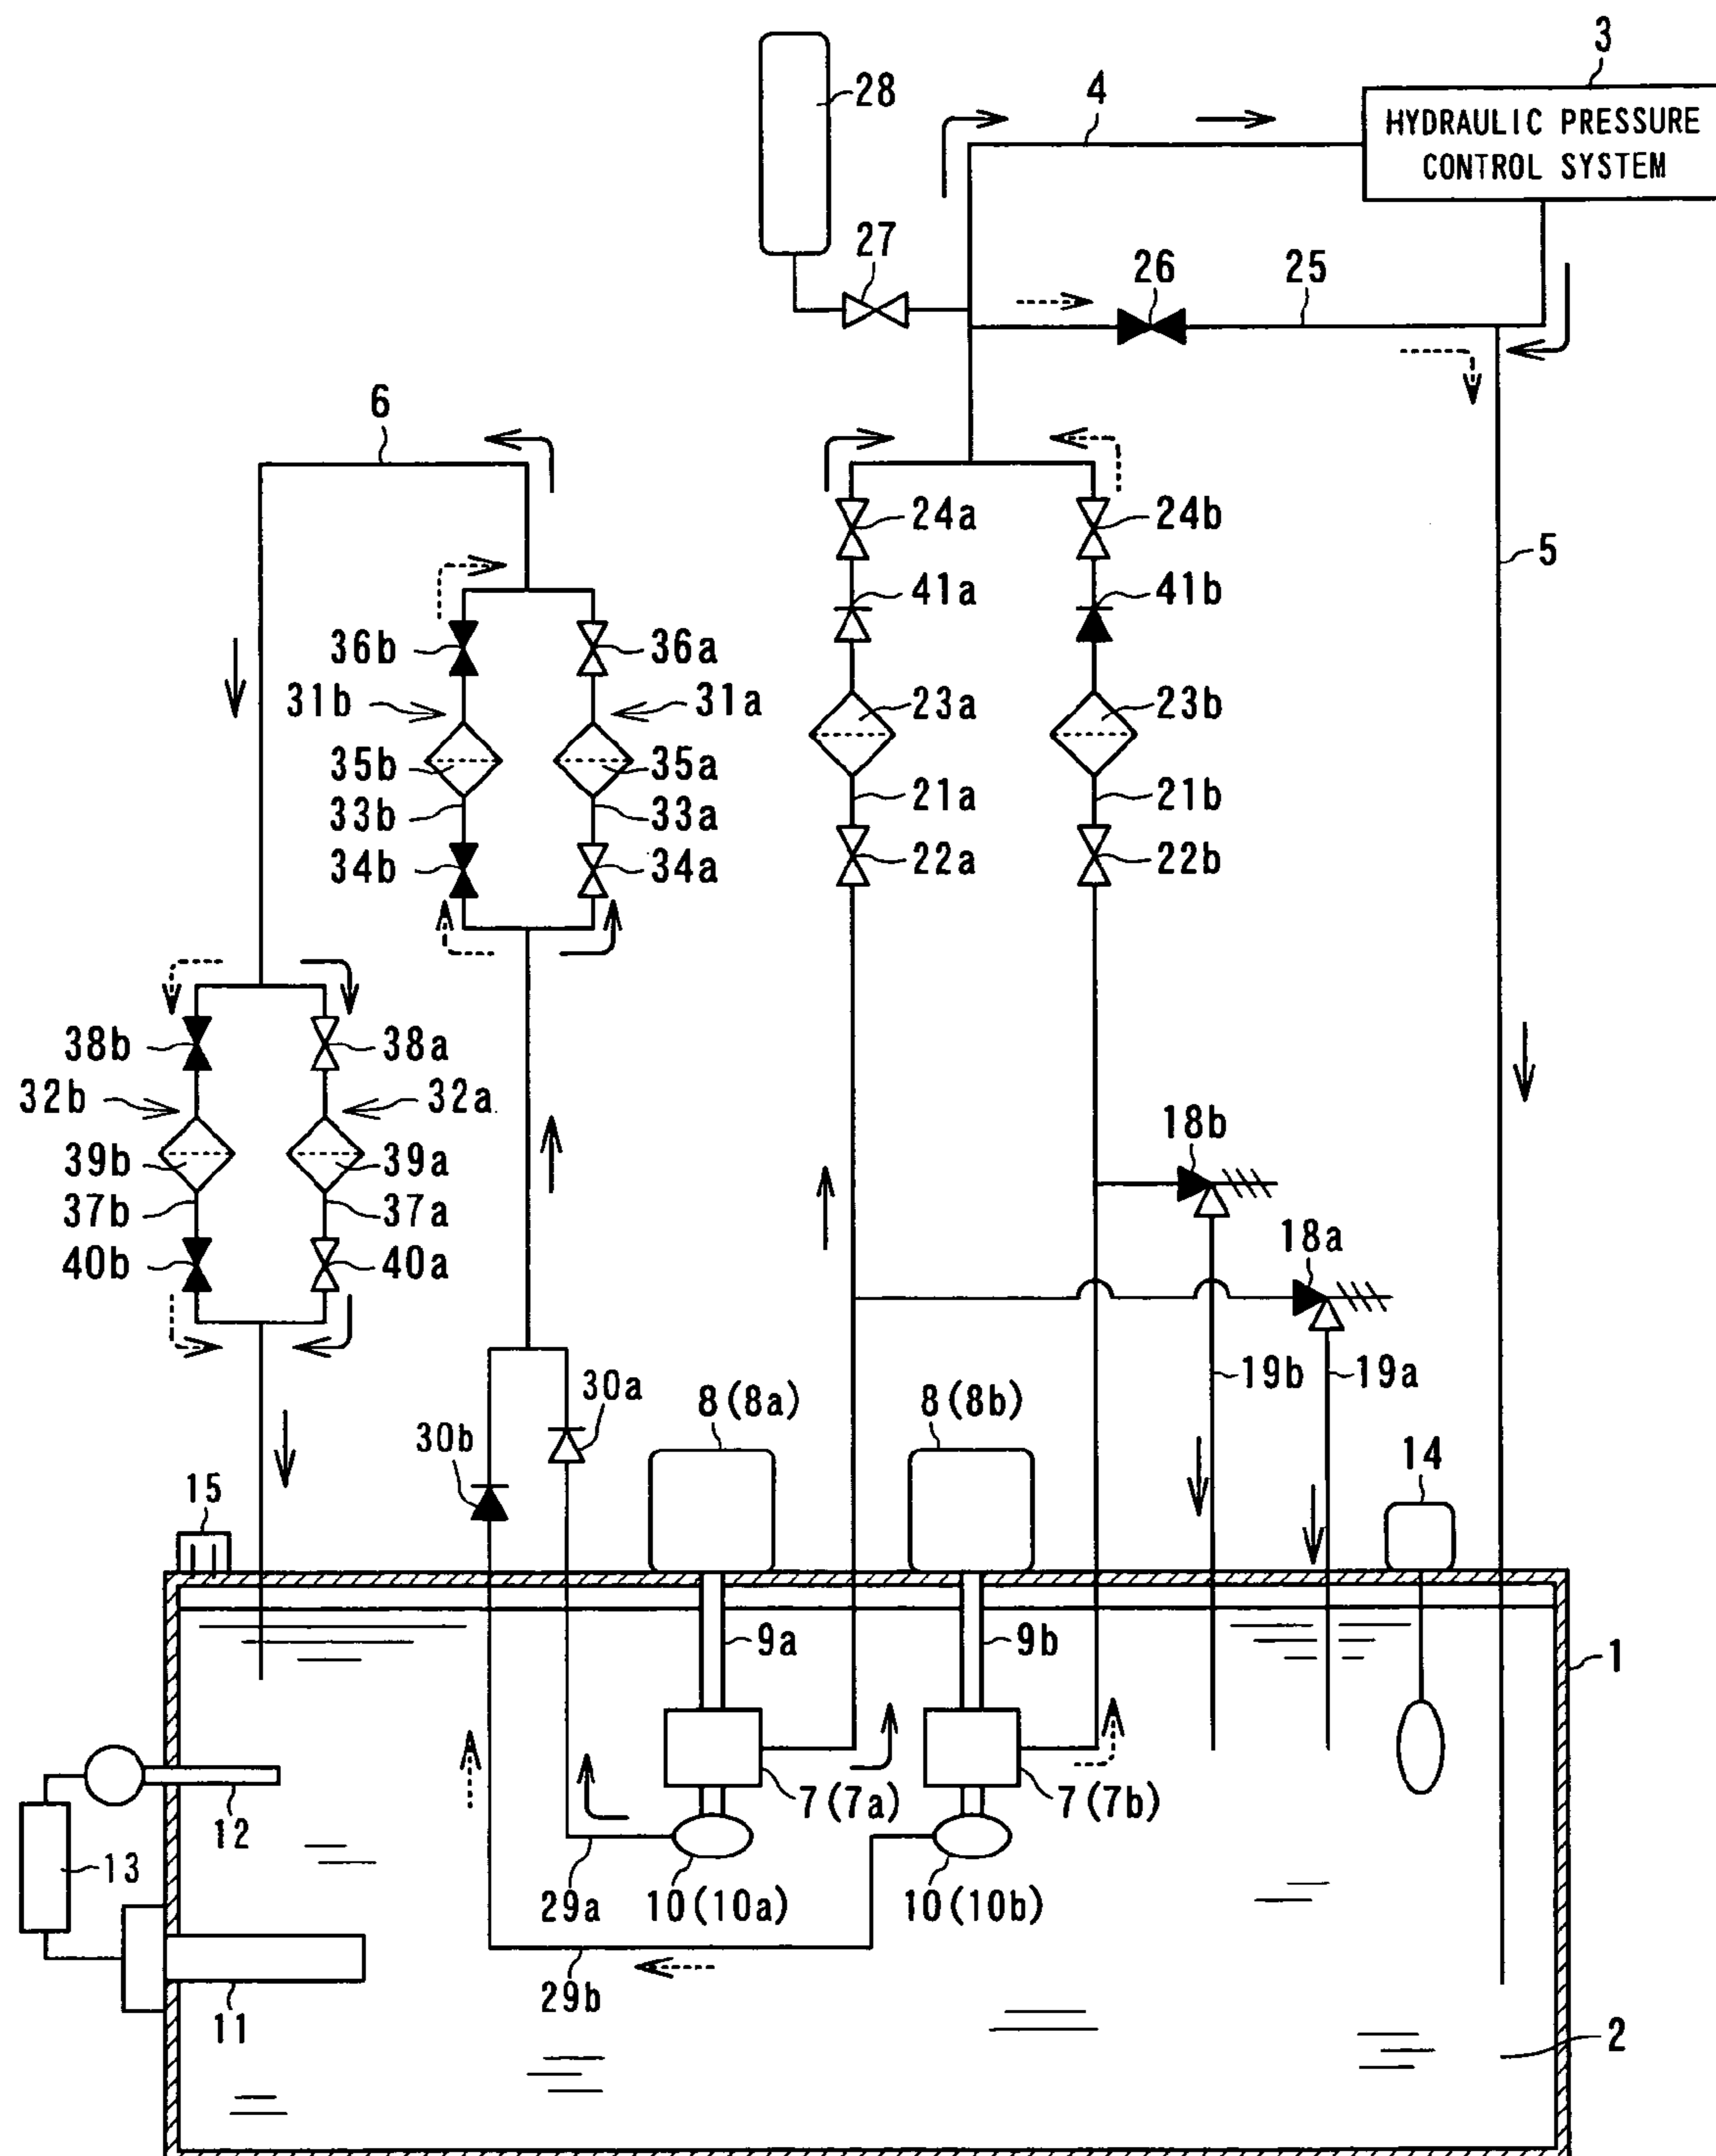 3
28
4
HYDRAULIC PRESSURE
CONTROL SYSTEM
27
26
25
6
24a
24b
5
41a
41b
36b
36a
31b
31a
23a
23b
35b
35a
21a
21b
33b
33a
34b
34a
22a
22b
38b
38a
32b
32a
18b
39b
39a
37b
37a
18a
40b
40a
19b
19a
30a
8(8a)
8(8b)
30b
14
15
9a
9b
1
7(7a)
7(7b)
12
13
29a
10(10a)
10(10b)
29b
11
2